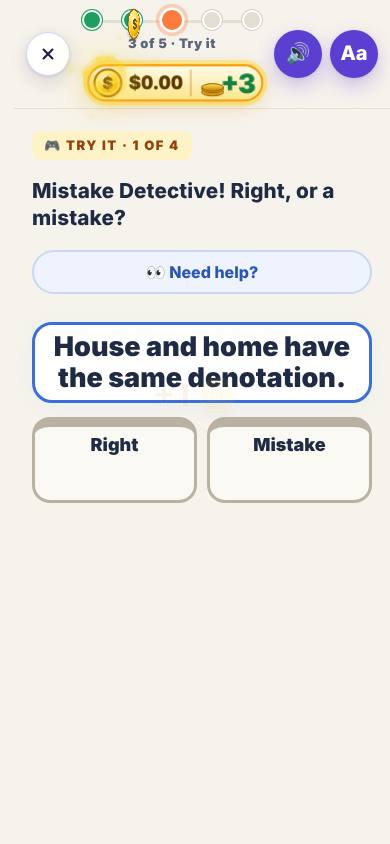 3 of 5 · Try it
×
$ $0.00 +3
Aa
TRY IT · 1 OF 4
Mistake Detective! Right, or a
mistake?
Need help?
House and home have
the same denotation.
Right
Mistake